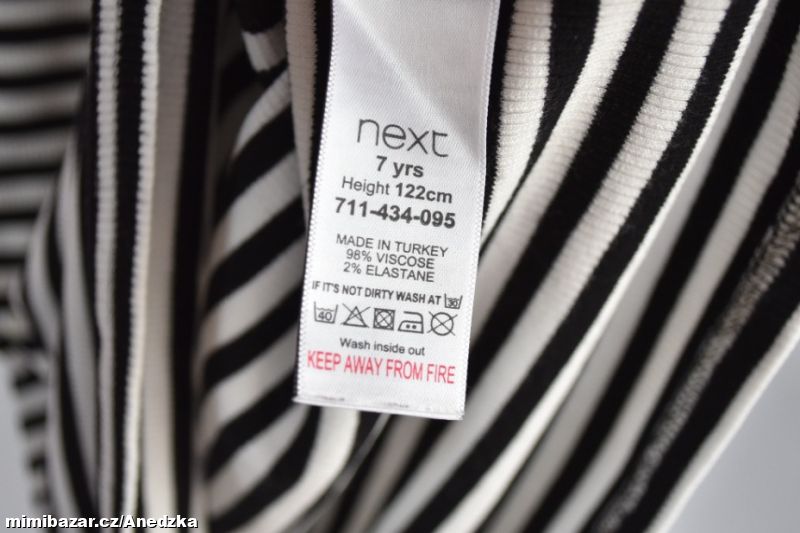 next
7 yrs
Height 122cm
711-434-095
MADE IN TURKEY
98% VISCOSE
2% ELASTANE
IF IT'S NOT DIRTY WASH AT 30
40
Wash inside out
KEEP AWAY FROM FIRE
mimibazar.cz/Anedzka